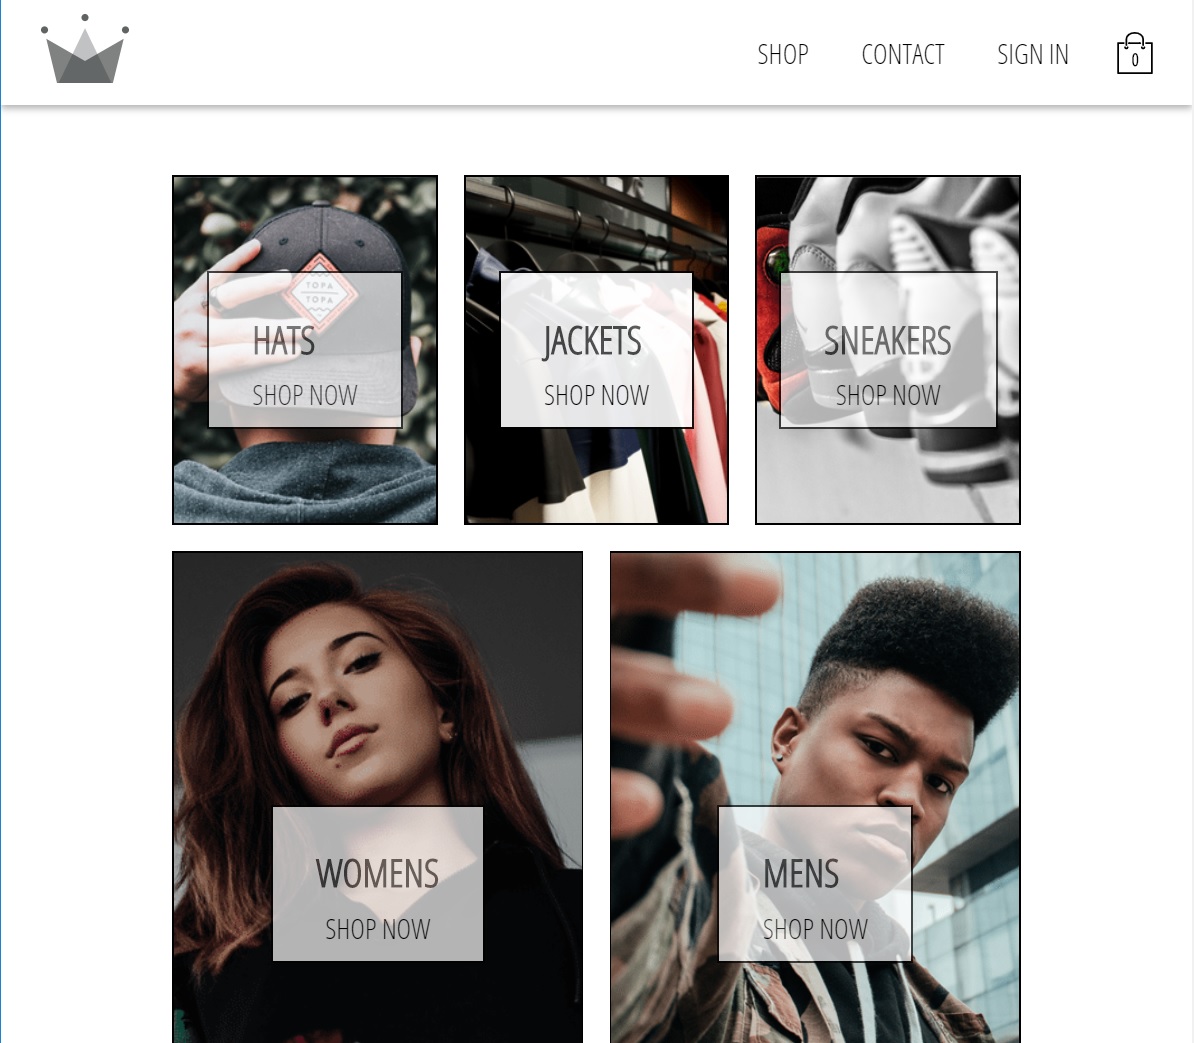 SHOP CONTACT SIGN IN 0
TOPA
TOPA
HATS
SHOP NOW
JACKETS
SHOP NOW
SNEAKERS
SHOP NOW
WOMENS
SHOP NOW
MENS
SHOP NOW